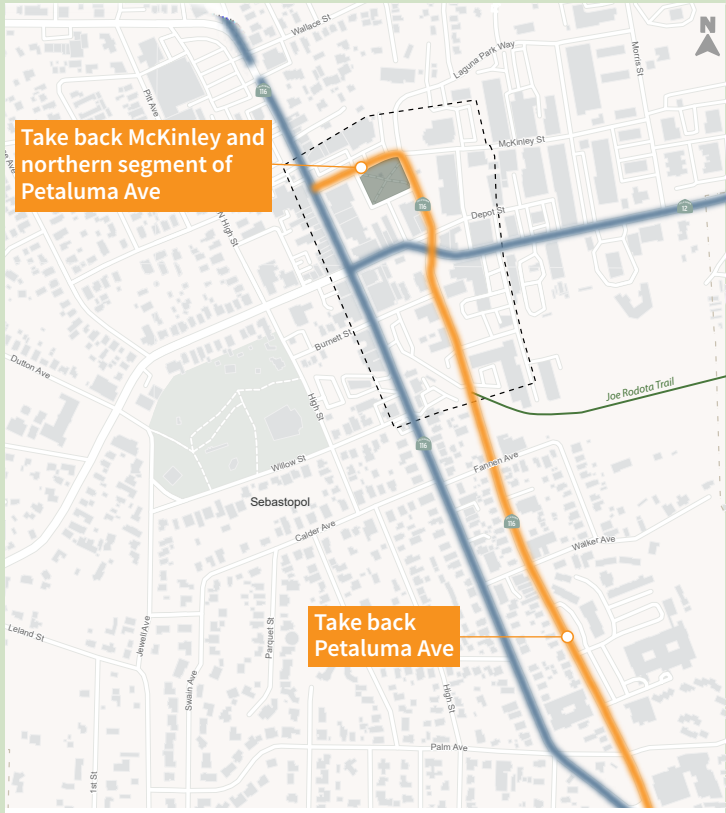 N
Wallace St
Laguna Park Way
Morris St
Pitt Ave
116
Take back McKinley and
northern segment of
Petaluma Ave
McKinley St
116
Depot St
12
N High St
Burnett St
Dutton Ave
Joe Rodota Trail
High St
116
Willow St
Fannen Ave
Sebastopol
116
Calder Ave
Walker Ave
Take back
Petaluma Ave
Leland St
Jewell Ave
Parquet St
Swain Ave
High St
Palm Ave
1st St